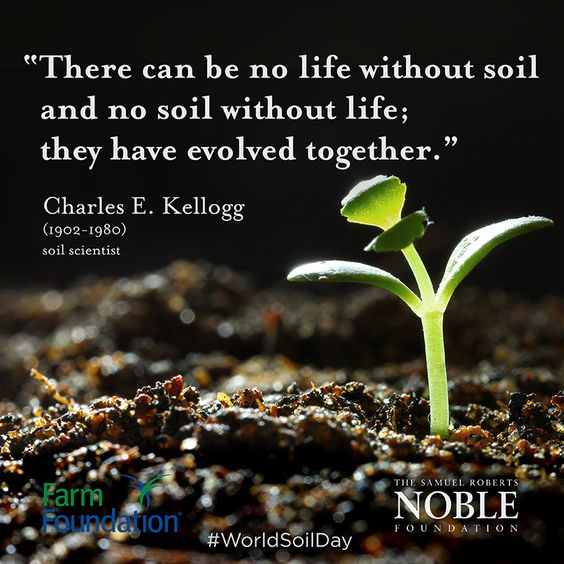 “There can be no life without soil
and no soil without life;
they have evolved together.”
Charles E. Kellogg
(1902-1980)
soil scientist
Farm
Foundation®
THE SAMUEL ROBERTS
NOBLE
FOUNDATION
#WorldSoilDay